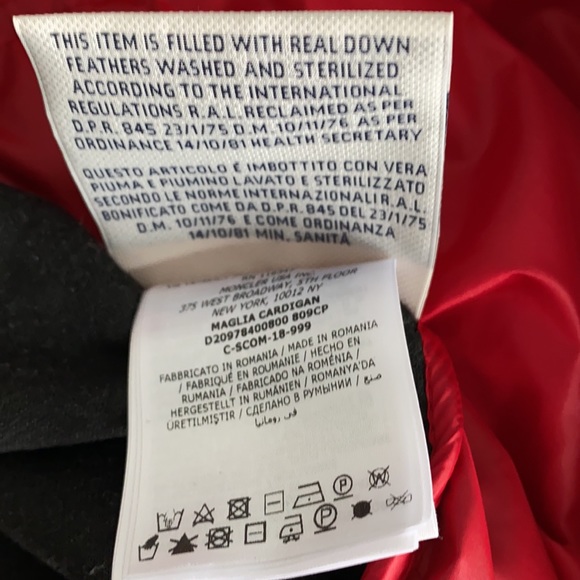 THIS ITEM IS FILLED WITH REAL DOWN
FEATHERS WASHED AND STERILIZED
ACCORDING TO THE INTERNATIONAL
REGULATIONS R.A.L. RECLAIMED AS PER
D.P.R. 845 23/1/75 D.M. 10/11/76 AS PER
ORDINANCE 14/10/81 HEALTH SECRETARY
QUESTO ARTICOLO É IMBOTTITO CON VERA
PIUMA E PIUMINO LAVATO E STERILIZZATO
SECONDO LE NORME INTERNAZIONALI R.A.L.
BONIFICATO COME DA D.P.R. 845 DEL 23/1/75
D.M. 10/11/76 E COME ORDINANZA
14/10/81 MIN. SANITÁ
MONCLER USA INC.
375 WEST BROADWAY, 5TH FLOOR
NEW YORK, 10012 NY
MAGLIA CARDIGAN
D20978400800 809CP
C-SCOM-18-999
FABBRICATO IN ROMANIA / MADE IN ROMANIA
/ FABRIQUÉ EN ROUMANIE / HECHO EN
RUMANIA / FABRICADO NA ROMÉNIA /
HERGESTELLT IN RUMÄNIEN / ROMANYA'DA
ÜRETILMIŞTIR / СДЕЛАНО В РУМЫНИИ / صنع
في رومانيا